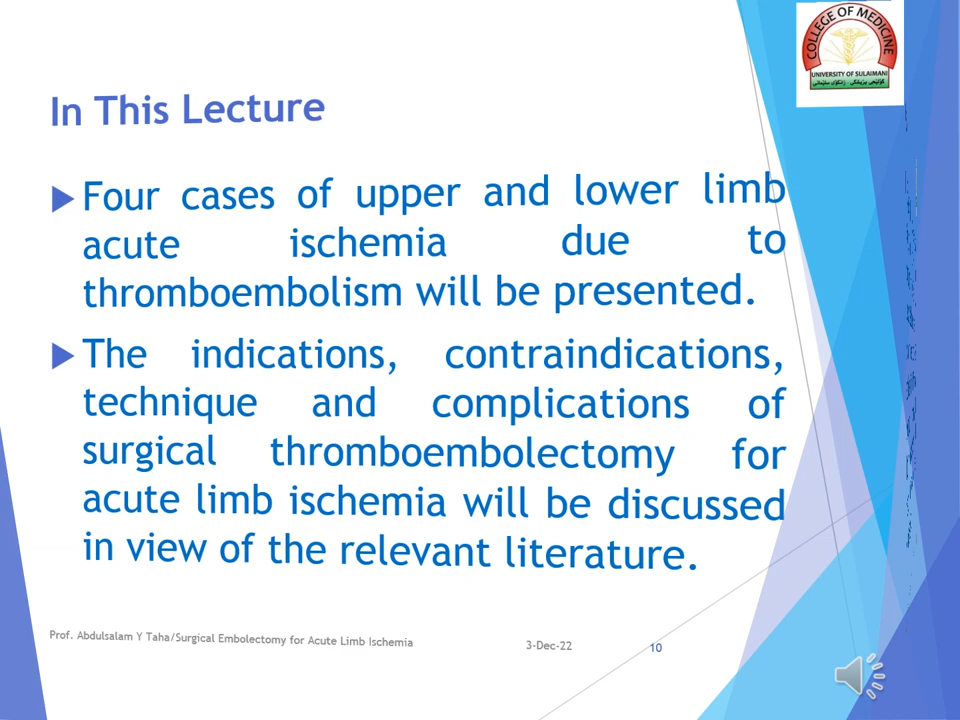 COLLEGE OF MEDICINE
UNIVERSITY OF SULAIMANI
In This Lecture
Four cases of upper and lower limb
acute ischemia due to
thromboembolism will be presented.
The indications, contraindications,
technique and complications of
surgical thromboembolectomy for
acute limb ischemia will be discussed
in view of the relevant literature.
Prof. Abdulsalam Y Taha/Surgical Embolectomy for Acute Limb Ischemia
3-Dec-22
10